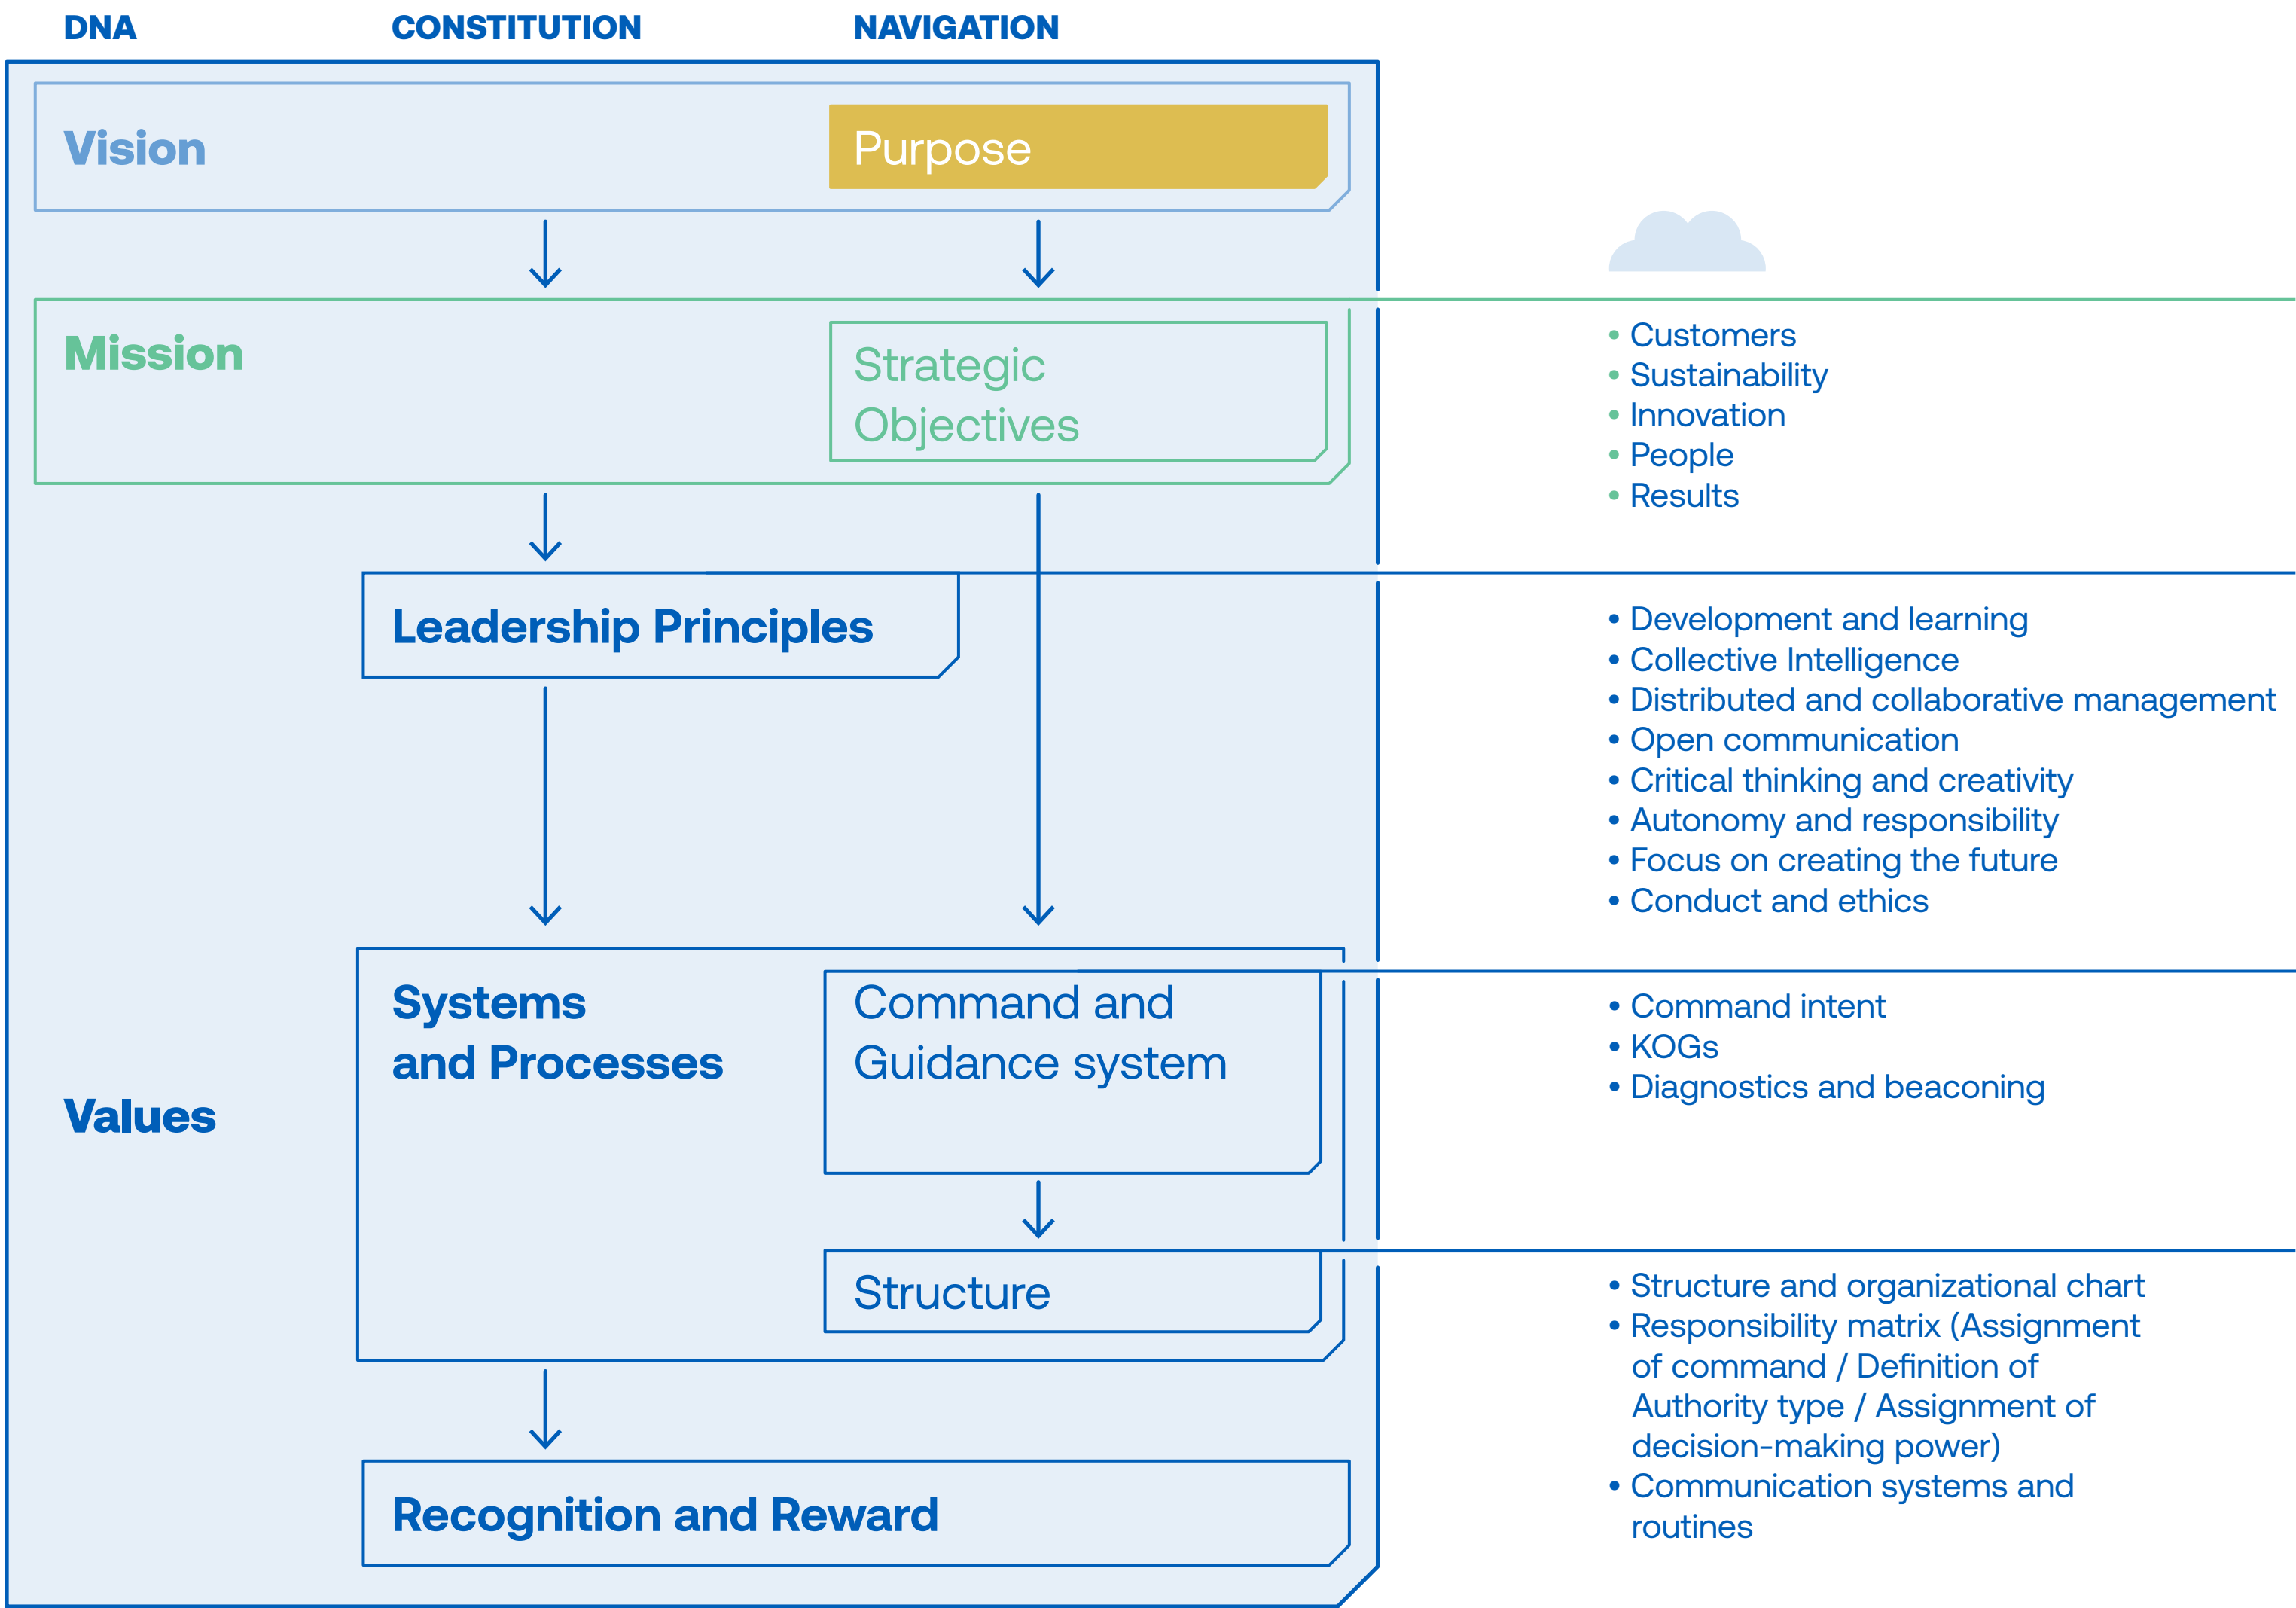 DNA
CONSTITUTION
NAVIGATION
Vision
Purpose
Mission
Strategic
Objectives
• Customers
• Sustainability
• Innovation
• People
• Results
Leadership Principles
• Development and learning
• Collective Intelligence
• Distributed and collaborative management
• Open communication
• Critical thinking and creativity
• Autonomy and responsibility
• Focus on creating the future
• Conduct and ethics
Values
Systems
and Processes
Command and
Guidance system
• Command intent
• KOGs
• Diagnostics and beaconing
Structure
• Structure and organizational chart
• Responsibility matrix (Assignment
of command / Definition of
Authority type / Assignment of
decision-making power)
• Communication systems and
routines
Recognition and Reward